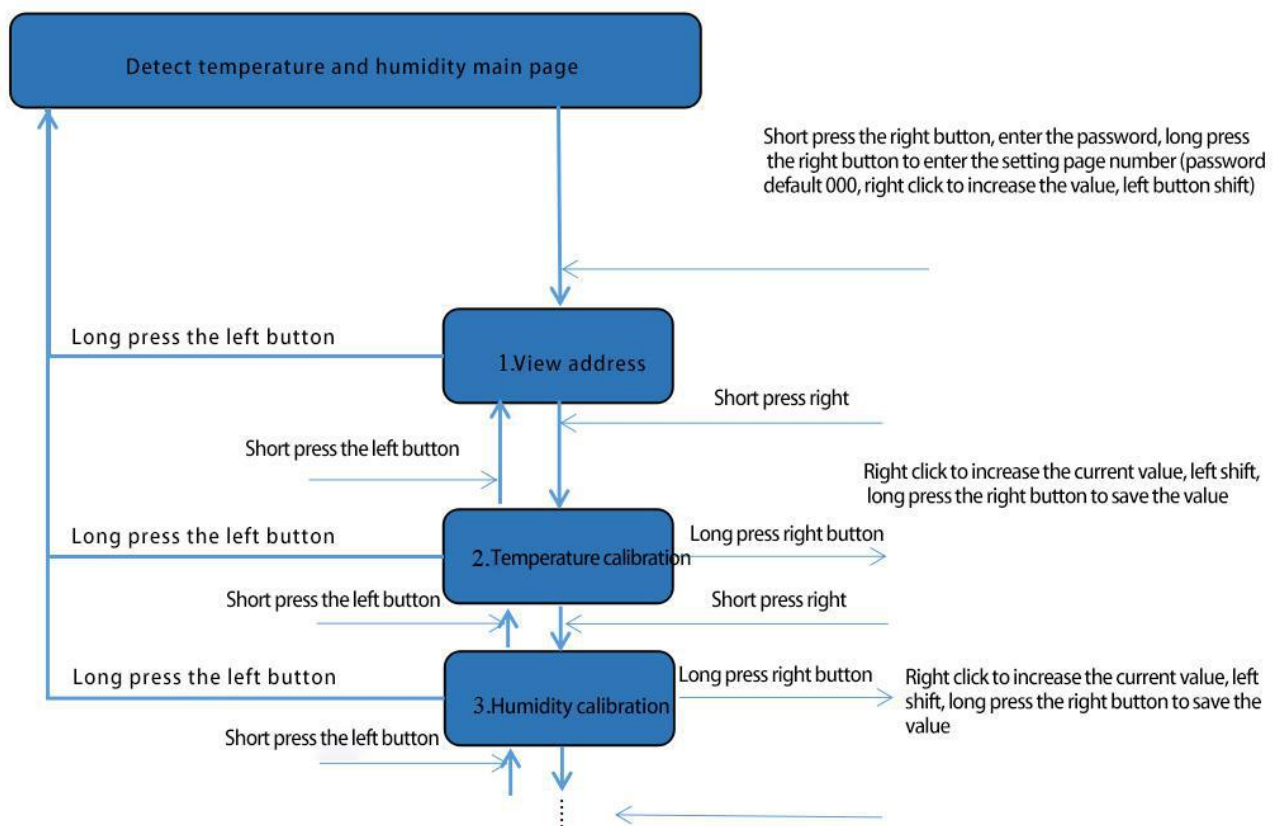 Detect temperature and humidity main page
Short press the right button, enter the password, long press
the right button to enter the setting page number (password
default 000, right click to increase the value, left button shift)
Long press the left button
1.View address
Short press right
Short press the left button
Right click to increase the current value, left shift,
long press the right button to save the value
Long press the left button
2.Temperature calibration
Long press right button
Short press the left button
Short press right
Long press the left button
3.Humidity calibration
Long press right button
Right click to increase the current value, left
shift, long press the right button to save the
value
Short press the left button